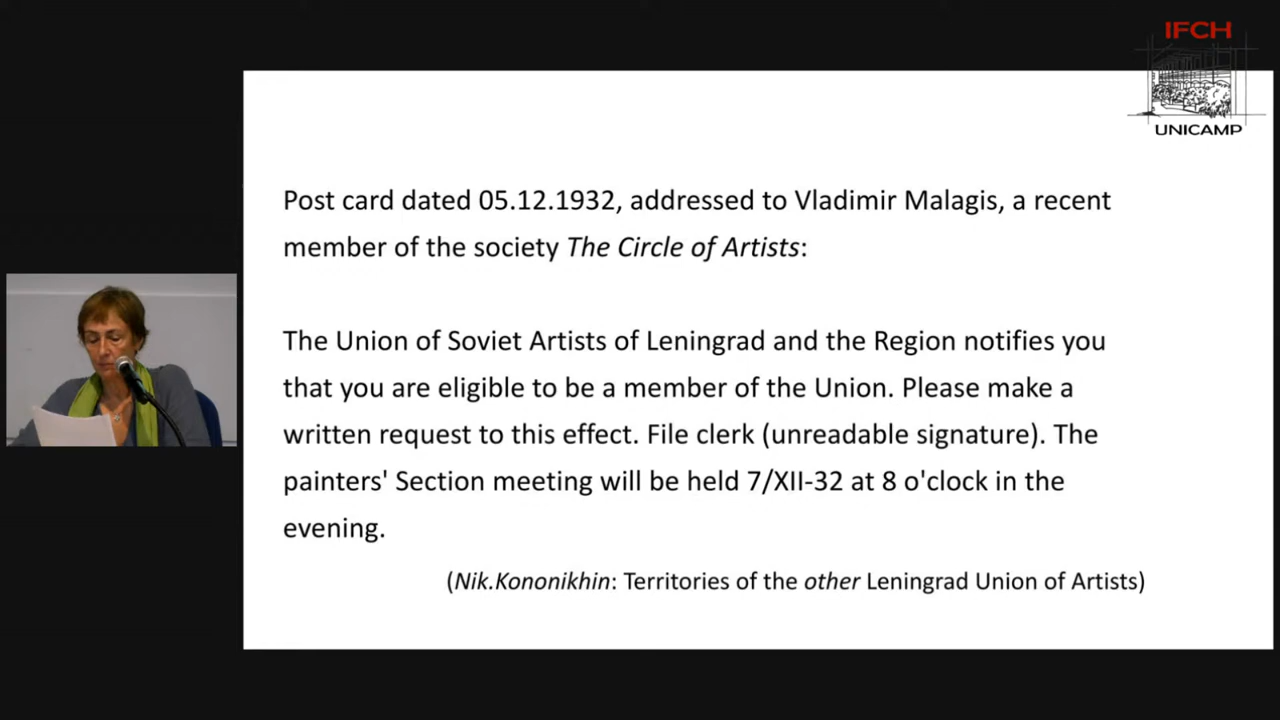 IFCH
UNICAMP
Post card dated 05.12.1932, addressed to Vladimir Malagis, a recent
member of the society The Circle of Artists:
The Union of Soviet Artists of Leningrad and the Region notifies you
that you are eligible to be a member of the Union. Please make a
written request to this effect. File clerk (unreadable signature). The
painters' Section meeting will be held 7/XII-32 at 8 o'clock in the
evening.
(Nik.Kononikhin: Territories of the other Leningrad Union of Artists)